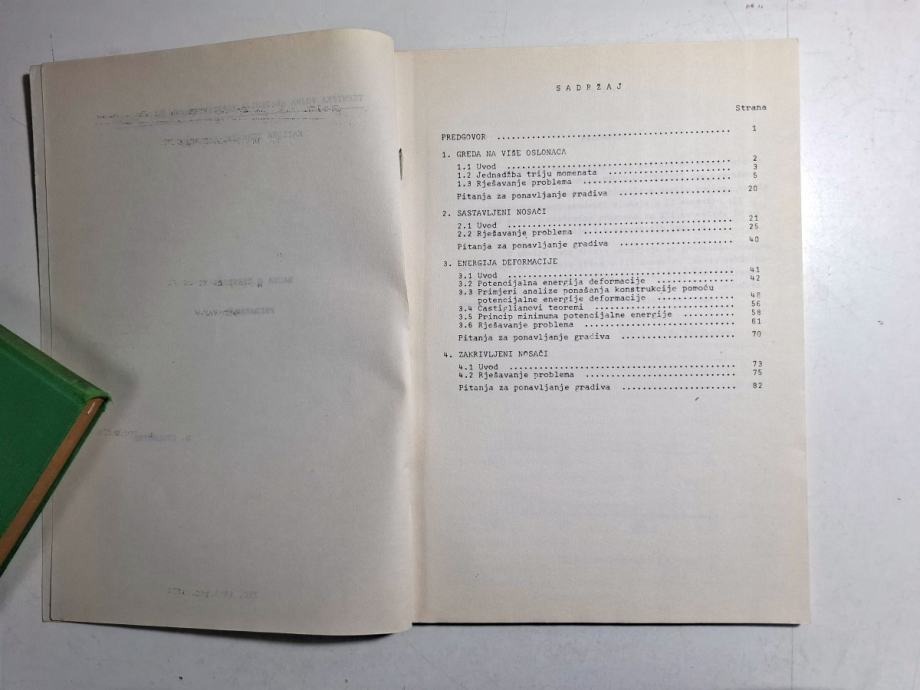 S A D R Ž A J
Strana
PREDGOVOR .................................................. 1
1. GREDA NA VIŠE OSLONACA
1.1 Uvod .................................................. 2
1.2 Jednadžba triju momenata .................................. 3
1.3 Rješavanje problema .................................. 5
Pitanja za ponavljanje gradiva ........................ 20
2. SASTAVLJENI NOSAČI
2.1 Uvod .................................................. 21
2.2 Rješavanje problema .................................. 25
Pitanja za ponavljanje gradiva ........................ 40
3. ENERGIJA DEFORMACIJE
3.1 Uvod .................................................. 41
3.2 Potencijalna energija deformacije ........................ 42
3.3 Primjeri analize ponašanja konstrukcije pomoću
potencijalne energije deformacije .................. 48
3.4 Castiglianovi teoremi .................................. 56
3.5 Princip minimuma potencijalne energije .................. 58
3.6 Rješavanje problema .................................. 61
Pitanja za ponavljanje gradiva ........................ 70
4. ZAKRIVLJENI NOSAČI
4.1 Uvod .................................................. 73
4.2 Rješavanje problema .................................. 75
Pitanja za ponavljanje gradiva ........................ 82